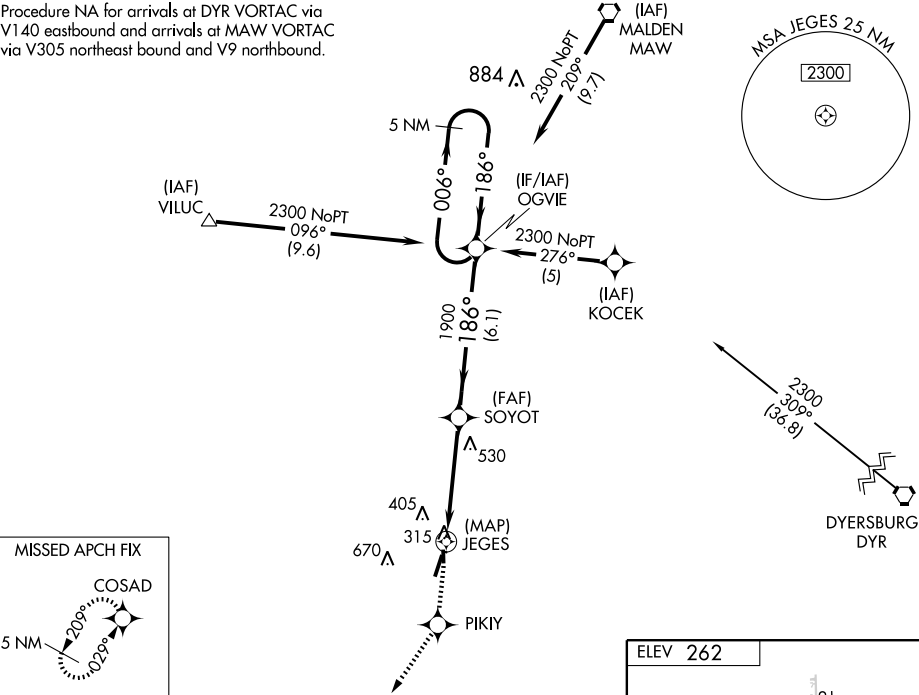 Procedure NA for arrivals at DYR VORTAC via
V140 eastbound and arrivals at MAW VORTAC
via V305 northeast bound and V9 northbound.
(IAF)
MALDEN
MAW
2300 NoPT
209°
(9.7)
MSA JEGES 25 NM
2300
884
5 NM
006°
186°
(IF/IAF)
OGVIE
(IAF)
VILUC
2300 NoPT
096°
(9.6)
2300 NoPT
276°
(5)
(IAF)
KOCEK
1900
186°
(6.1)
2300
309°
(36.8)
(FAF)
SOYOT
530
405
315
(MAP)
JEGES
670
DYERSBURG
DYR
MISSED APCH FIX
COSAD
5 NM
209°
029°
PIKIY
ELEV 262